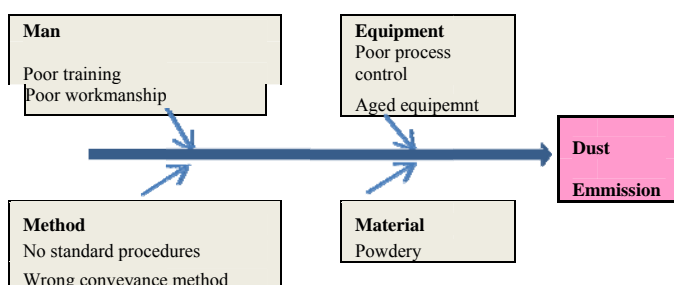 Man
Poor training
Poor workmanship
Equipment
Poor process
control
Aged equipemnt
Dust
Emmission
Method
No standard procedures
Wrong conveyance method
Material
Powdery